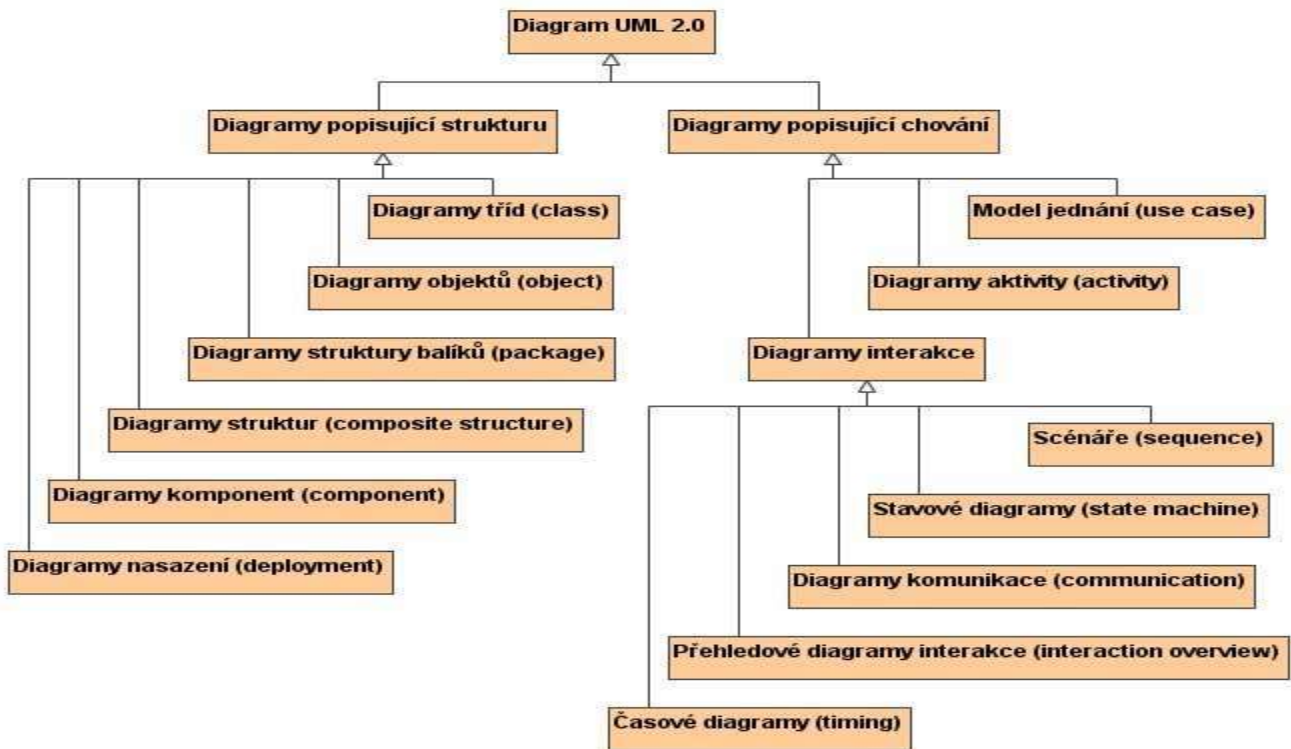 Diagram UML 2.0
Diagramy popisující strukturu
Diagramy popisující chování
Diagramy tříd (class)
Model jednání (use case)
Diagramy objektů (object)
Diagramy aktivity (activity)
Diagramy struktury balíků (package)
Diagramy interakce
Diagramy struktur (composite structure)
Scénáře (sequence)
Diagramy komponent (component)
Stavové diagramy (state machine)
Diagramy nasazení (deployment)
Diagramy komunikace (communication)
Přehledové diagramy interakce (interaction overview)
Časové diagramy (timing)